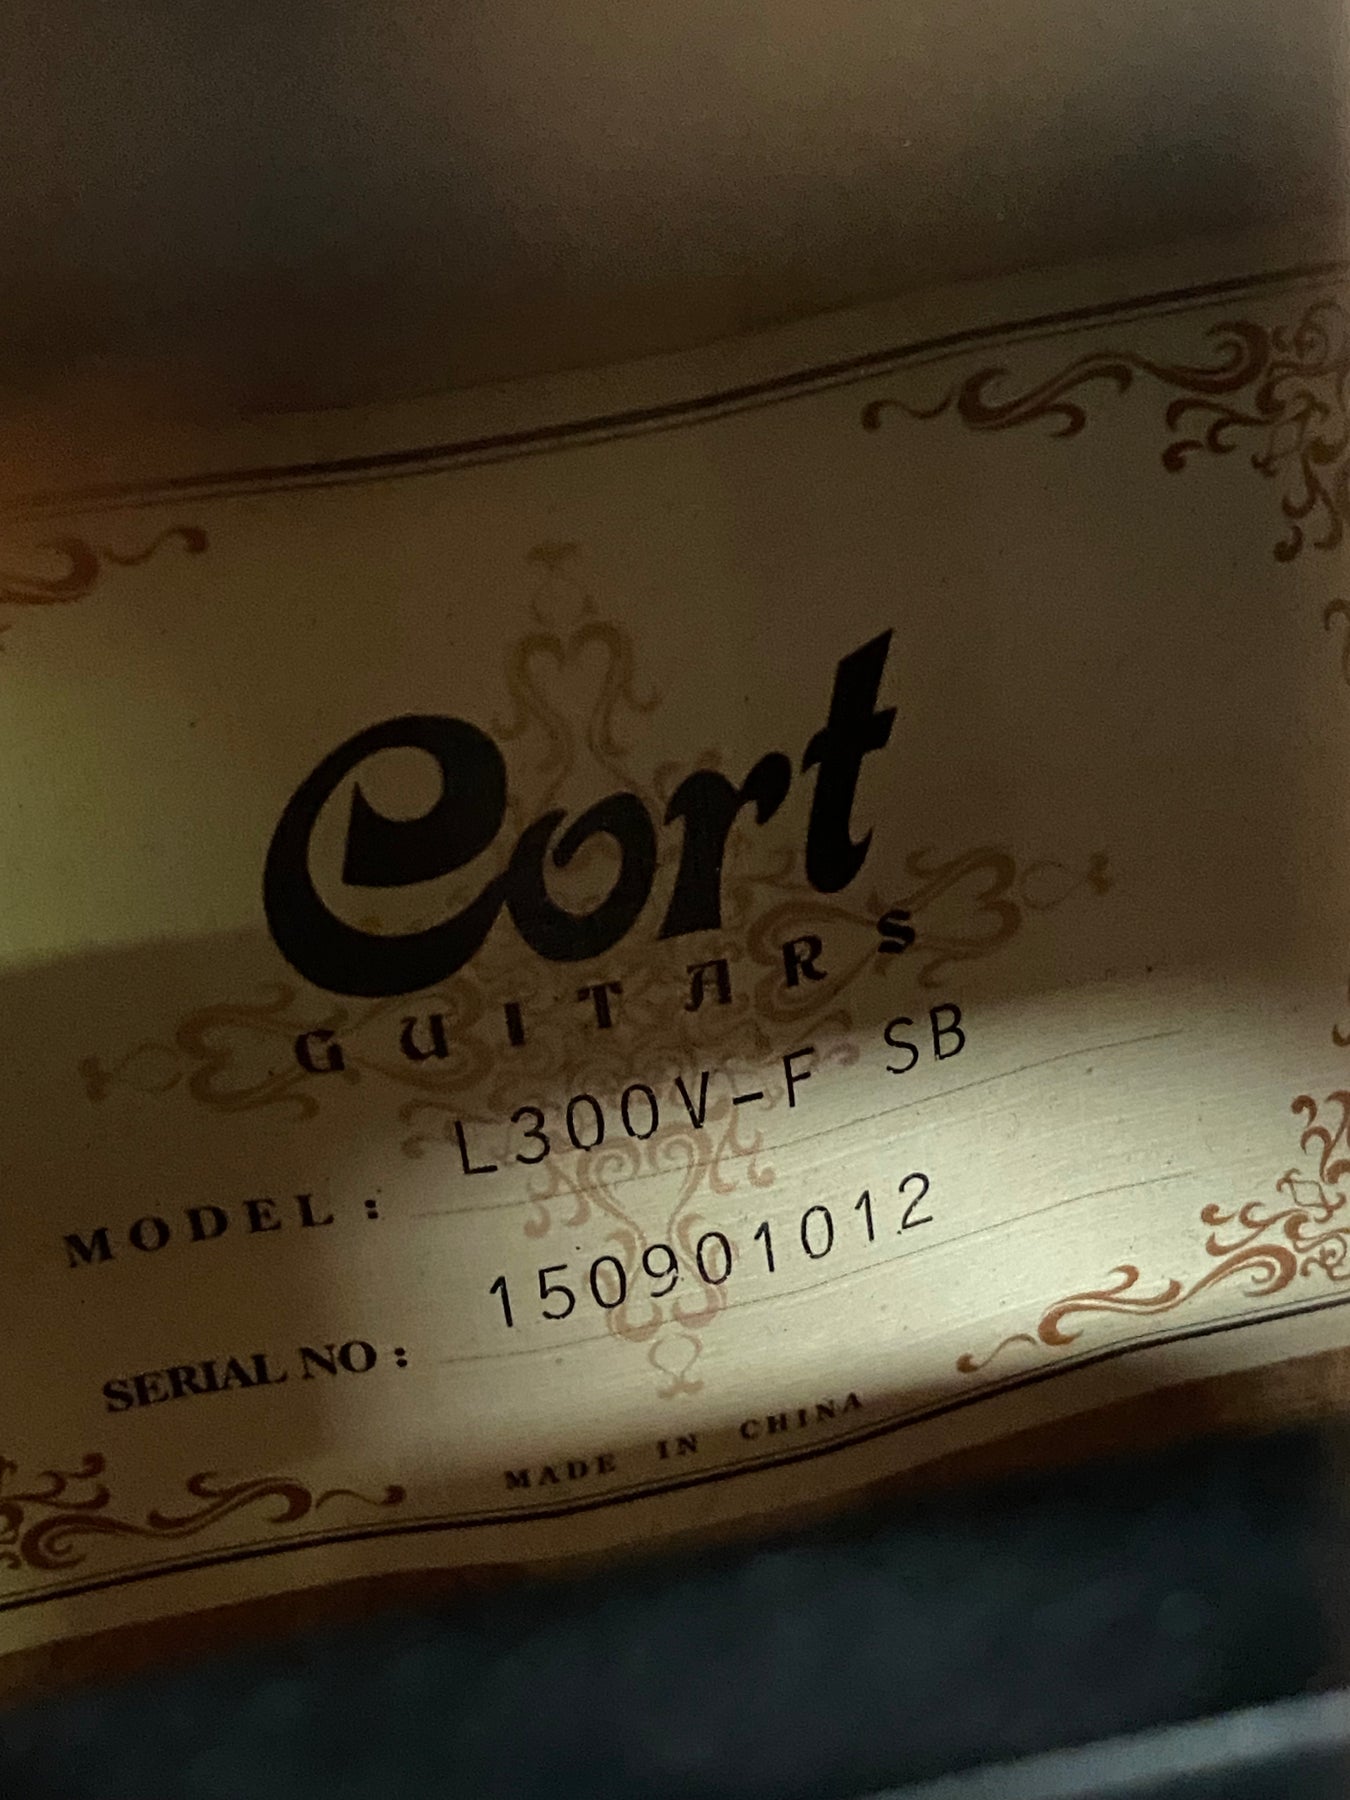 Cort
GUITARS
MODEL : L300V-F SB
SERIAL NO : 150901012
MADE IN CHINA